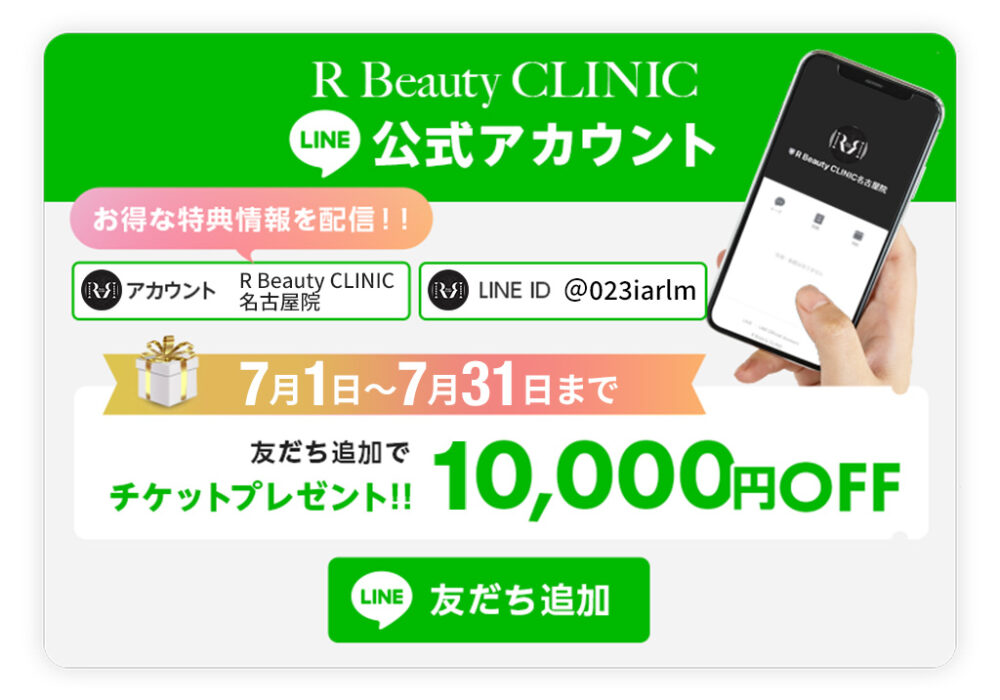 R Beauty CLINIC
LINE 公式アカウント
お得な特典情報を配信!!
アカウント R Beauty CLINIC 名古屋院
LINE ID @023iarlm
R Beauty CLINIC名古屋院
7月1日～7月31日まで
友だち追加で
チケットプレゼント!!
10,000円OFF
LINE 友だち追加